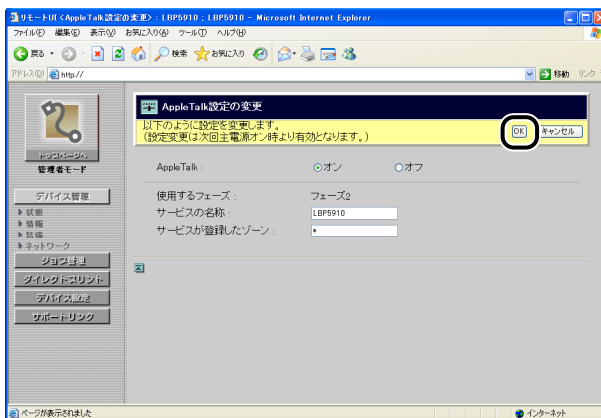 リモートUI <AppleTalk設定の変更> : LBP5910 ; LBP5910 - Microsoft Internet Explorer
ファイル(F) 編集(E) 表示(V) お気に入り(A) ツール(T) ヘルプ(H)
戻る 検索 お気に入り
アドレス(D) http:// 移動 リンク
AppleTalk設定の変更
以下のように設定を変更します。
(設定変更は次回主電源オン時より有効となります。)
OK キャンセル
トップページへ
管理者モード
デバイス管理
状態
情報
装備
ネットワーク
ジョブ管理
ダイレクトプリント
デバイス設定
サポートリンク
AppleTalk : オン オフ
使用するフェーズ : フェーズ2
サービスの名称 : LBP5910
サービスが登録したゾーン : *
ページが表示されました インターネット